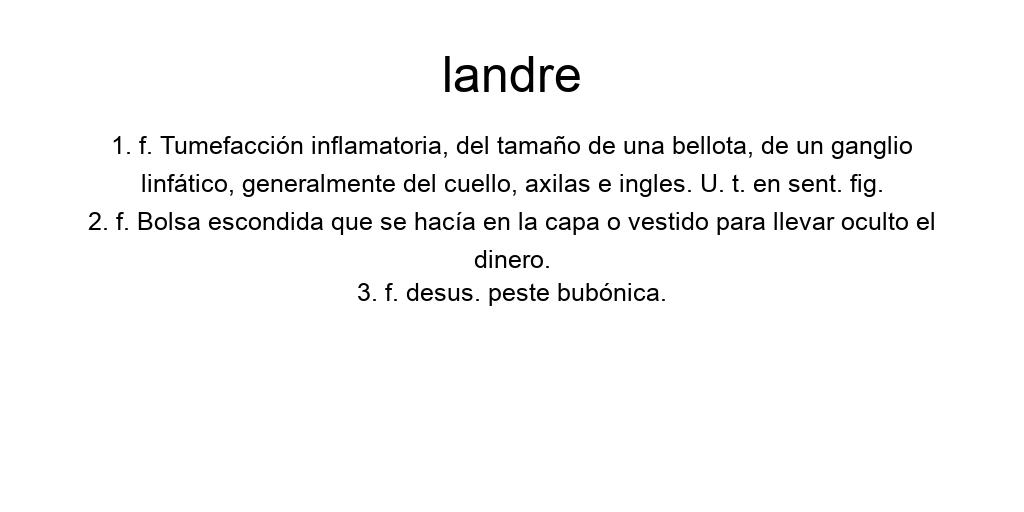 landre
1. f. Tumefacción inflamatoria, del tamaño de una bellota, de un ganglio
linfático, generalmente del cuello, axilas e ingles. U. t. en sent. fig.
2. f. Bolsa escondida que se hacía en la capa o vestido para llevar oculto el
dinero.
3. f. desus. peste bubónica.